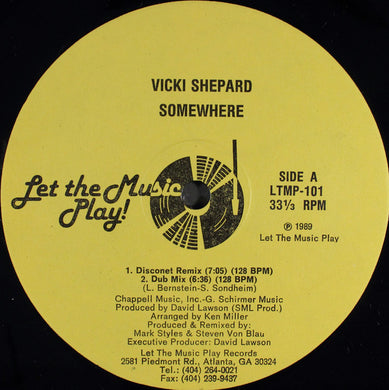 VICKI SHEPARD
SOMEWHERE
Let the Music
Play!
SIDE A
LTMP-101
33⅓ RPM
℗ 1989
Let The Music Play
1. Disconet Remix (7:05) (128 BPM)
2. Dub Mix (6:36) (128 BPM)
(L. Bernstein-S. Sondheim)
Chappell Music, Inc.-G. Schirmer Music
Produced by David Lawson (SML Prod.)
Arranged by Ken Miller
Produced & Remixed by:
Mark Styles & Steven Von Blau
Executive Producer: David Lawson
Let The Music Play Records
2581 Piedmont Rd., Atlanta, GA 30324
Tel.: (404) 264-0021
Fax: (404) 239-9487